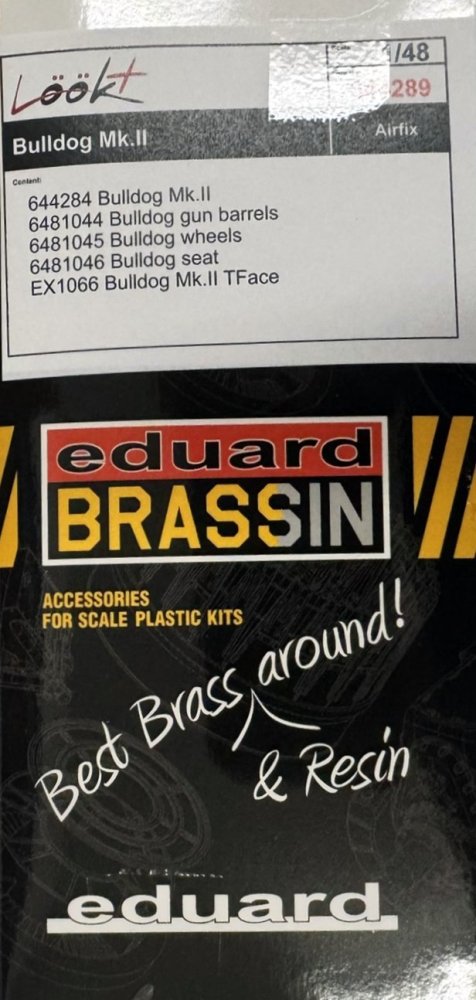 Löök+
/48
289
Bulldog Mk.II
Airfix
Content:
644284 Bulldog Mk.II
6481044 Bulldog gun barrels
6481045 Bulldog wheels
6481046 Bulldog seat
EX1066 Bulldog Mk.II TFace
eduard
BRASSIN
ACCESSORIES
FOR SCALE PLASTIC KITS
Best Brass around!
& Resin
eduard